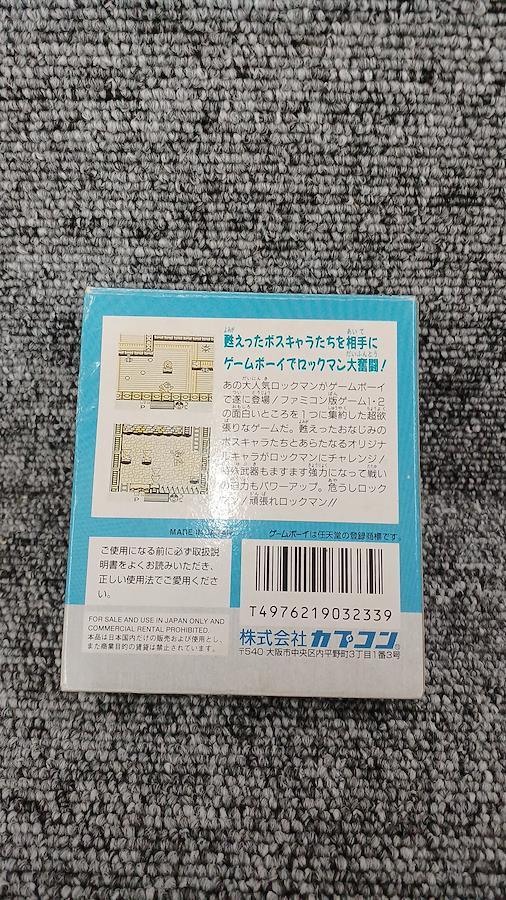 甦えったボスキャラたちを相手に
ゲームボーイでロックマン大奮闘!
あの大人気ロックマンがゲームボーイ
で遂に登場!ファミコン版ゲーム1・2
の面白いところを1つに集約した超欲
張りなゲームだ。甦えったおなじみの
ボスキャラたちとあらたなるオリジナ
ルキャラがロックマンにチャレンジ!
特殊武器もますます強力になって戦い
の迫力もパワーアップ。危うしロック
マン!頑張れロックマン!!
MADE IN JAPAN
ゲームボーイは任天堂の登録商標です
ご使用になる前に必ず取扱説
明書をよくお読みいただき、
正しい使用法でご愛用くださ
い。
T4976219032339
FOR SALE AND USE IN JAPAN ONLY AND
COMMERCIAL RENTAL PROHIBITED.
本品は日本国内だけの販売および使用とし、
また商業目的の賃貸は禁止されています。
株式会社 カプコン®
〒540 大阪市中央区内平野町3丁目1番3号